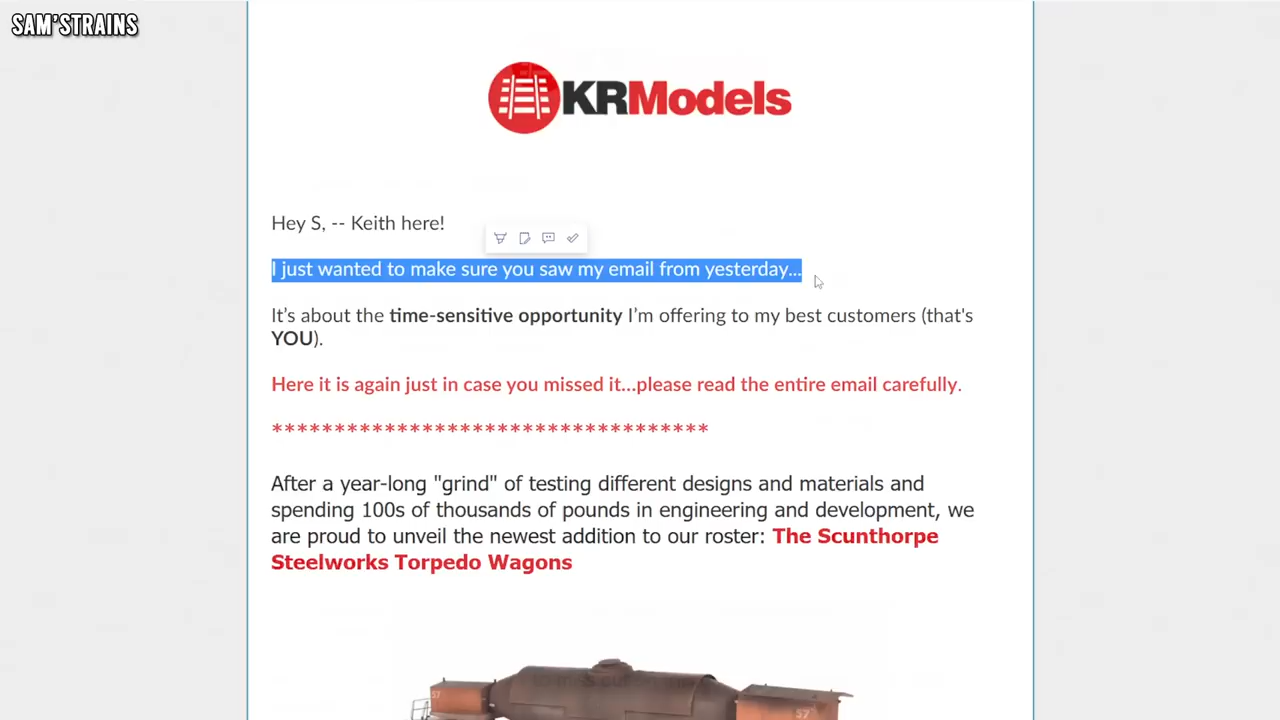 SAM'STRAINS
KRModels
Hey S, -- Keith here!
I just wanted to make sure you saw my email from yesterday...
It's about the time-sensitive opportunity I'm offering to my best customers (that's
YOU).
Here it is again just in case you missed it...please read the entire email carefully.
***********************************
After a year-long "grind" of testing different designs and materials and
spending 100s of thousands of pounds in engineering and development, we
are proud to unveil the newest addition to our roster: The Scunthorpe
Steelworks Torpedo Wagons
57
57